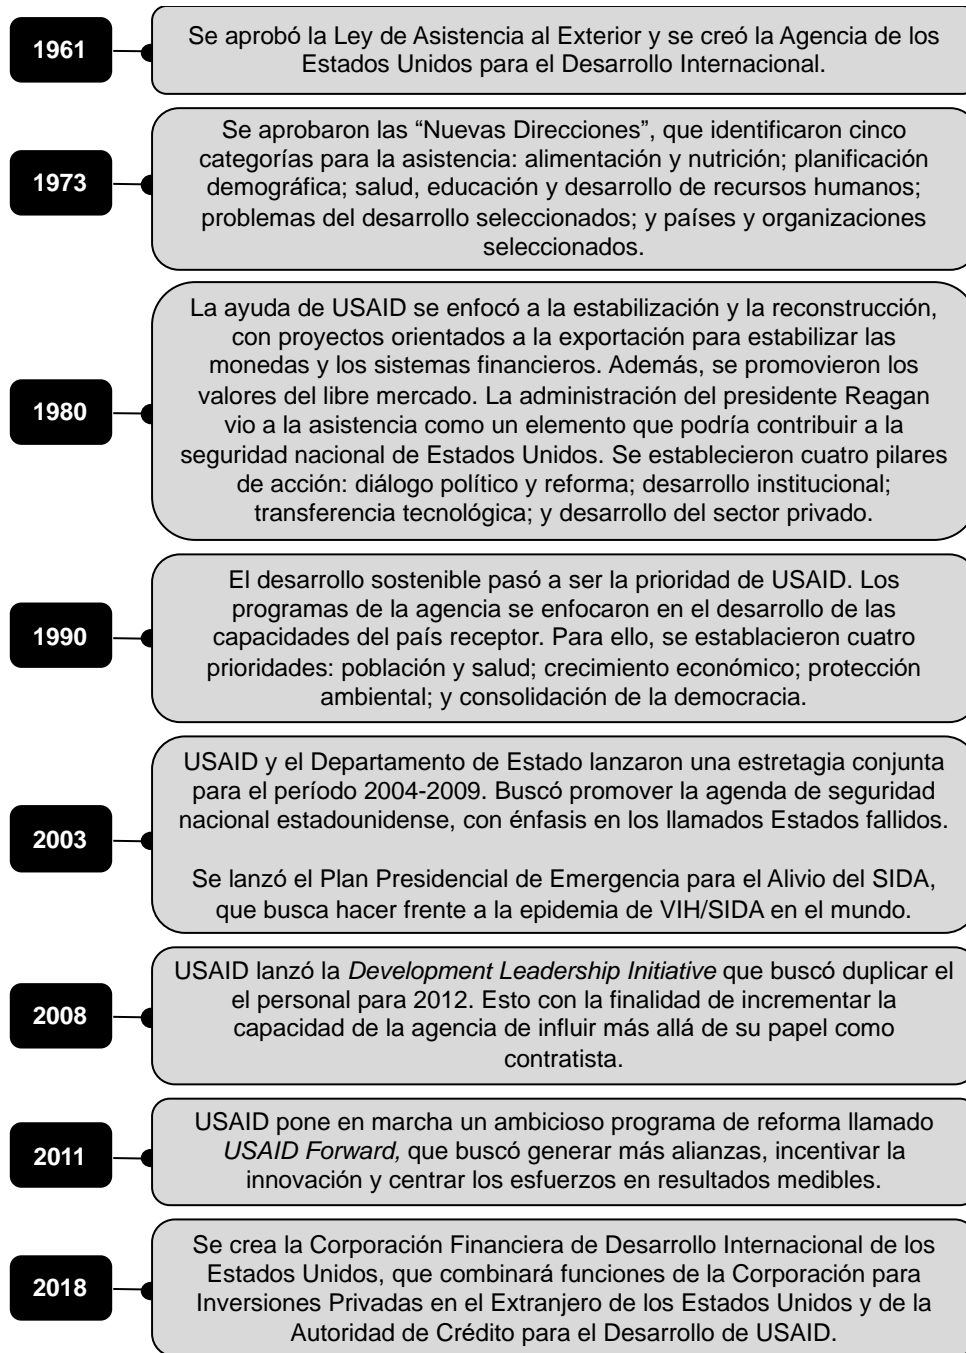 1961
Se aprobó la Ley de Asistencia al Exterior y se creó la Agencia de los
Estados Unidos para el Desarrollo Internacional.
1973
Se aprobaron las “Nuevas Direcciones”, que identificaron cinco
categorías para la asistencia: alimentación y nutrición; planificación
demográfica; salud, educación y desarrollo de recursos humanos;
problemas del desarrollo seleccionados; y países y organizaciones
seleccionados.
1980
La ayuda de USAID se enfocó a la estabilización y la reconstrucción,
con proyectos orientados a la exportación para estabilizar las
monedas y los sistemas financieros. Además, se promovieron los
valores del libre mercado. La administración del presidente Reagan
vio a la asistencia como un elemento que podría contribuir a la
seguridad nacional de Estados Unidos. Se establecieron cuatro pilares
de acción: diálogo político y reforma; desarrollo institucional;
transferencia tecnológica; y desarrollo del sector privado.
1990
El desarrollo sostenible pasó a ser la prioridad de USAID. Los
programas de la agencia se enfocaron en el desarrollo de las
capacidades del país receptor. Para ello, se establacieron cuatro
prioridades: población y salud; crecimiento económico; protección
ambiental; y consolidación de la democracia.
2003
USAID y el Departamento de Estado lanzaron una estretagia conjunta
para el período 2004-2009. Buscó promover la agenda de seguridad
nacional estadounidense, con énfasis en los llamados Estados fallidos.
Se lanzó el Plan Presidencial de Emergencia para el Alivio del SIDA,
que busca hacer frente a la epidemia de VIH/SIDA en el mundo.
2008
USAID lanzó la Development Leadership Initiative que buscó duplicar el
el personal para 2012. Esto con la finalidad de incrementar la
capacidad de la agencia de influir más allá de su papel como
contratista.
2011
USAID pone en marcha un ambicioso programa de reforma llamado
USAID Forward, que buscó generar más alianzas, incentivar la
innovación y centrar los esfuerzos en resultados medibles.
2018
Se crea la Corporación Financiera de Desarrollo Internacional de los
Estados Unidos, que combinará funciones de la Corporación para
Inversiones Privadas en el Extranjero de los Estados Unidos y de la
Autoridad de Crédito para el Desarrollo de USAID.